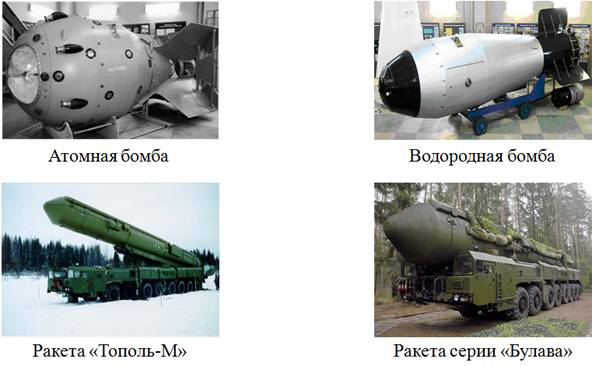 Атомная бомба
Водородная бомба
Ракета «Тополь-М»
Ракета серии «Булава»